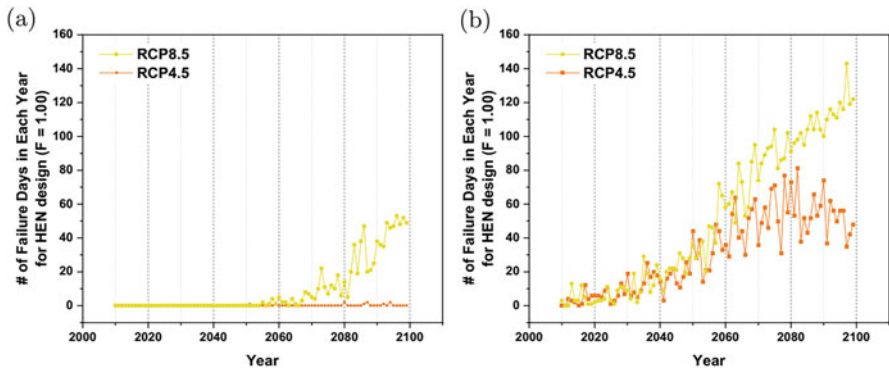 (a)
160
140
120
100
80
60
40
20
0
# of Failure Days in Each Year
for HEN design (F = 1.00)
RCP8.5
RCP4.5
2000 2020 2040 2060 2080 2100
Year
(b)
160
140
120
100
80
60
40
20
0
# of Failure Days in Each Year
for HEN design (F = 1.00)
RCP8.5
RCP4.5
2000 2020 2040 2060 2080 2100
Year